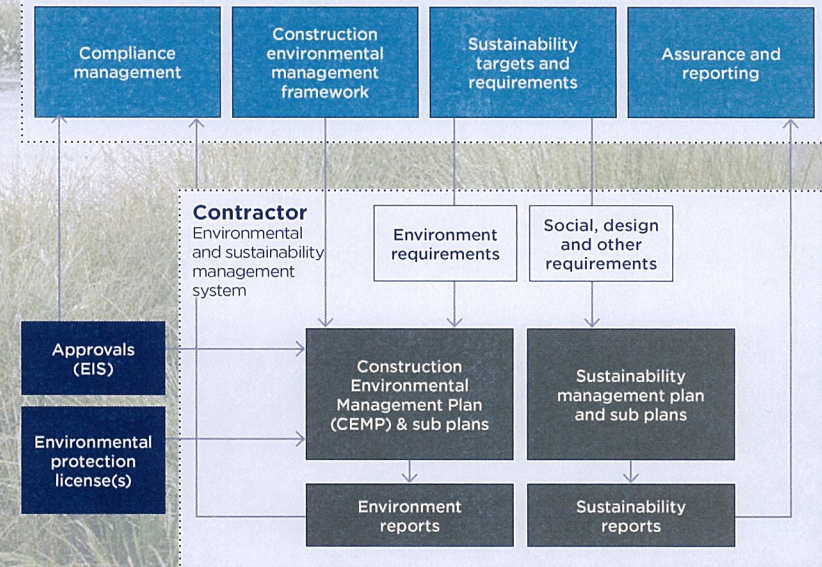 Compliance
management
Construction
environmental
management
framework
Sustainability
targets and
requirements
Assurance and
reporting
Contractor
Environmental
and sustainability
management
system
Environment
requirements
Social, design
and other
requirements
Approvals
(EIS)
Environmental
protection
license(s)
Construction
Environmental
Management Plan
(CEMP) & sub plans
Sustainability
management plan
and sub plans
Environment
reports
Sustainability
reports